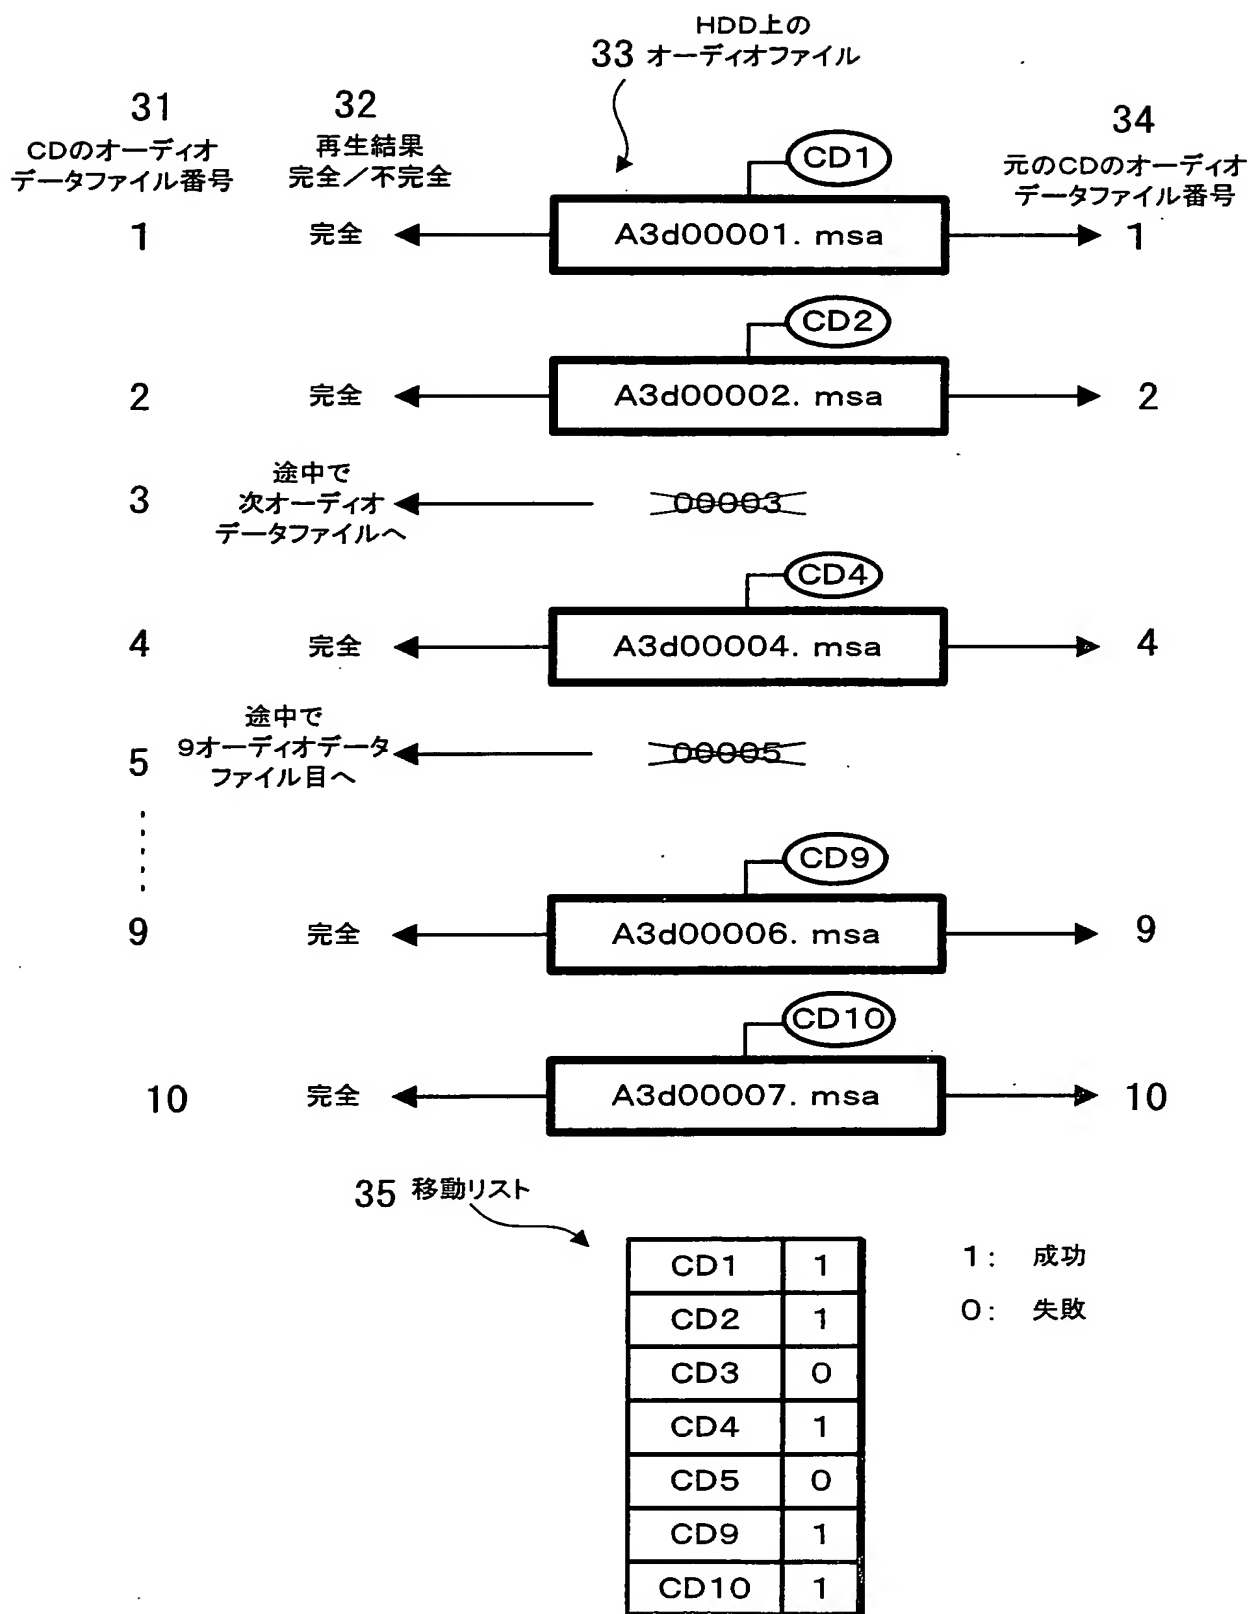 HDD上の
33 オーディオファイル
31
CDのオーディオ
データファイル番号
32
再生結果
完全／不完全
34
元のCDのオーディオ
データファイル番号
CD1
1 完全 A3d00001. msa 1
CD2
2 完全 A3d00002. msa 2
途中で
3 次オーディオ 00003
データファイルへ
CD4
4 完全 A3d00004. msa 4
途中で
9オーディオデータ 00005
5 ファイル目へ
CD9
9 完全 A3d00006. msa 9
CD10
10 完全 A3d00007. msa 10
35 移動リスト
CD1 1
1: 成功
CD2 1
0: 失敗
CD3 0
CD4 1
CD5 0
CD9 1
CD10 1